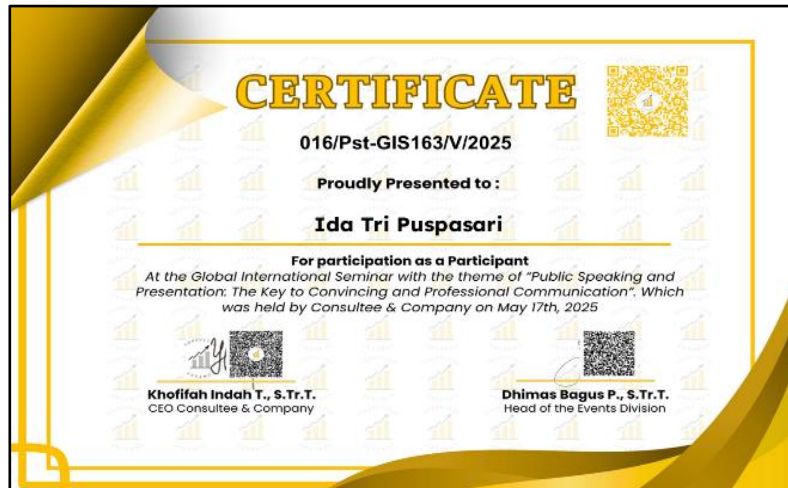 CERTIFICATE
016/Pst-GIS163/V/2025
Proudly Presented to :
Ida Tri Puspasari
For participation as a Participant
At the Global International Seminar with the theme of "Public Speaking and
Presentation: The Key to Convincing and Professional Communication". Which
was held by Consultee & Company on May 17th, 2025
Khofifah Indah T., S.Tr.T.
CEO Consultee & Company
Dhimas Bagus P., S.Tr.T.
Head of the Events Division